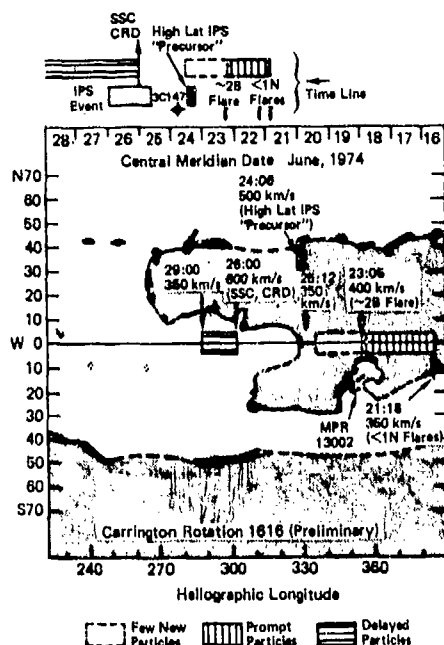 SSC
CRD
High Lat IPS
"Precursor"
IPS
Event
3C147
~2B
Flare
<1N
Flares
Time Line
28 27 26 25 24 23 22 21 20 19 18 17 16
Central Meridian Date June, 1974
N70
60
50
40
30
20
10
W 0
10
20
30
40
50
60
S70
24:06
500 km/s
(High Lat IPS
"Precursor")
29:00
350 km/s
26:00
600 km/s
(SSC, CRD)
350
km/s
23:06
400 km/s
(~2B Flare)
MPR
13002
21:18
350 km/s
(<1N Flares)
Carrington Rotation 1616 (Preliminary)
240 270 300 330 360
Heliographic Longitude
Few New
Particles
Prompt
Particles
Delayed
Particles